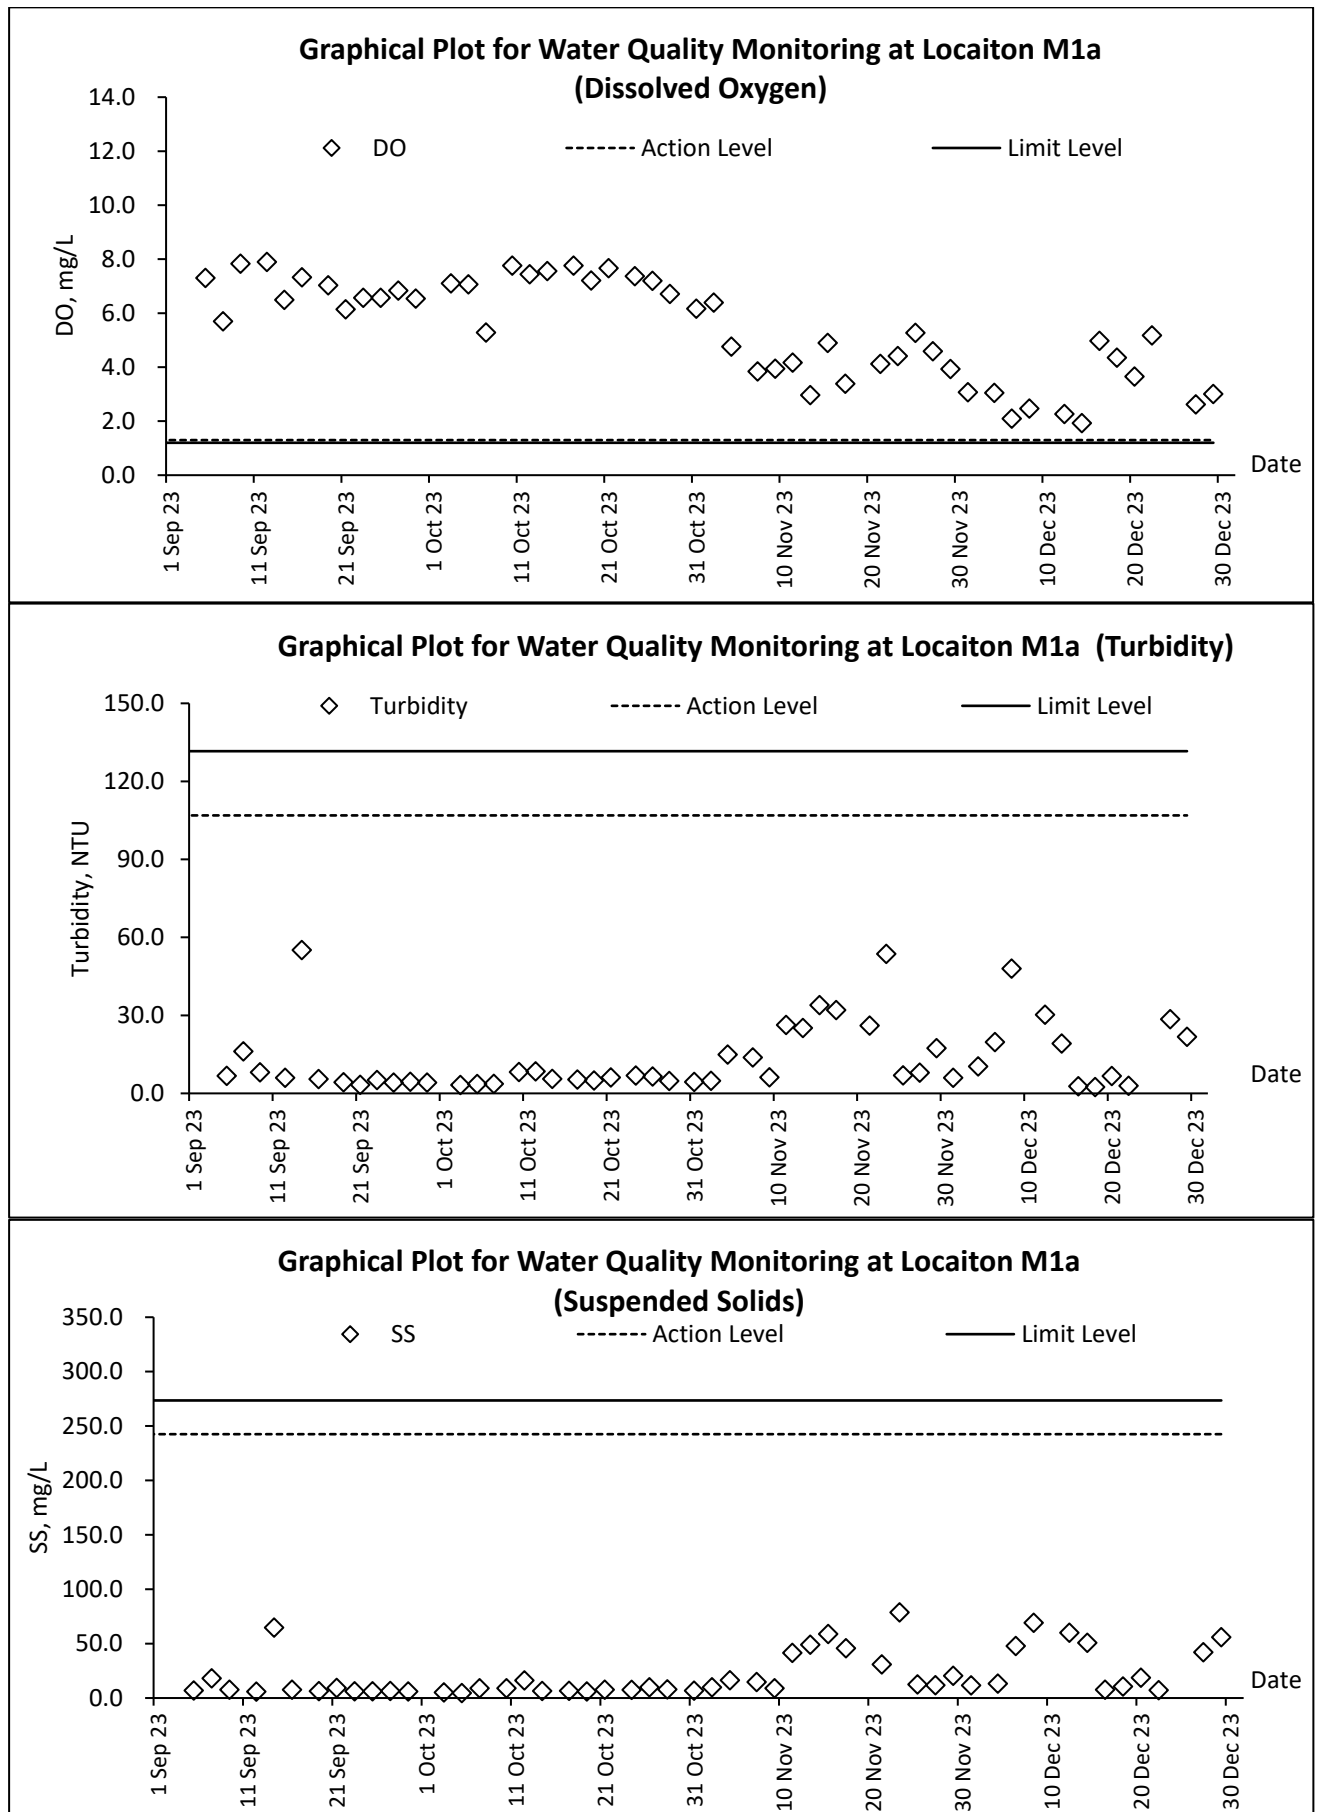 Graphical Plot for Water Quality Monitoring at Locaiton M1a
(Dissolved Oxygen)
14.0
DO
Action Level
Limit Level
12.0
10.0
8.0
6.0
4.0
2.0
0.0
DO, mg/L
Date
1 Sep 23
11 Sep 23
21 Sep 23
1 Oct 23
11 Oct 23
21 Oct 23
31 Oct 23
10 Nov 23
20 Nov 23
30 Nov 23
10 Dec 23
20 Dec 23
30 Dec 23
Graphical Plot for Water Quality Monitoring at Locaiton M1a (Turbidity)
150.0
Turbidity
Action Level
Limit Level
120.0
90.0
60.0
30.0
0.0
Turbidity, NTU
Date
1 Sep 23
11 Sep 23
21 Sep 23
1 Oct 23
11 Oct 23
21 Oct 23
31 Oct 23
10 Nov 23
20 Nov 23
30 Nov 23
10 Dec 23
20 Dec 23
30 Dec 23
Graphical Plot for Water Quality Monitoring at Locaiton M1a
(Suspended Solids)
350.0
SS
Action Level
Limit Level
300.0
250.0
200.0
150.0
100.0
50.0
0.0
SS, mg/L
Date
1 Sep 23
11 Sep 23
21 Sep 23
1 Oct 23
11 Oct 23
21 Oct 23
31 Oct 23
10 Nov 23
20 Nov 23
30 Nov 23
10 Dec 23
20 Dec 23
30 Dec 23